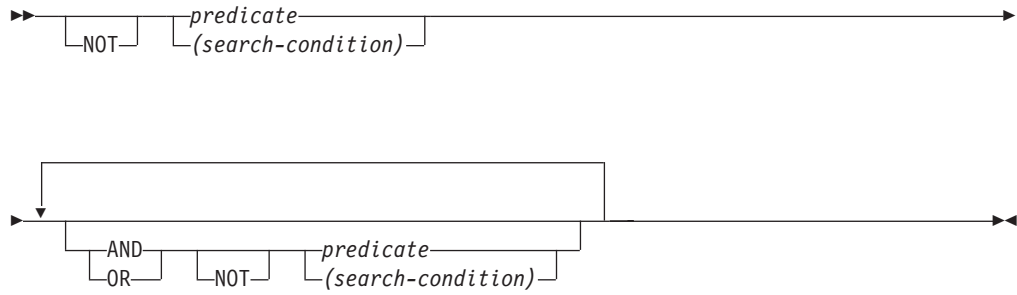 predicate
NOT
(search-condition)
AND
predicate
OR
NOT
(search-condition)